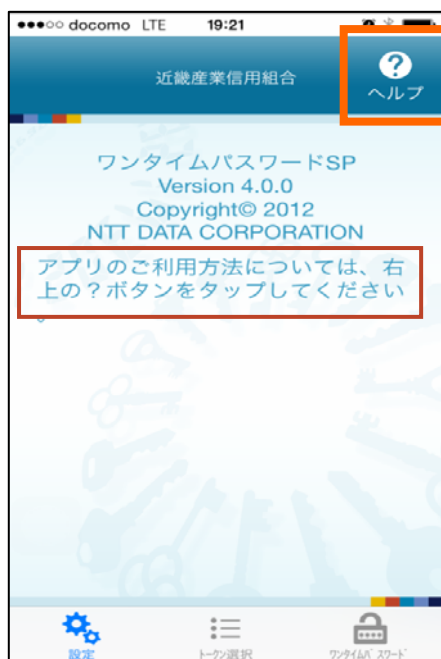 ●●●○○ docomo LTE 19:21
近畿産業信用組合
?
ヘルプ
ワンタイムパスワードSP
Version 4.0.0
Copyright© 2012
NTT DATA CORPORATION
アプリのご利用方法については、右
上の?ボタンをタップしてください
。
設定
トークン選択
ワンタイムパスワード